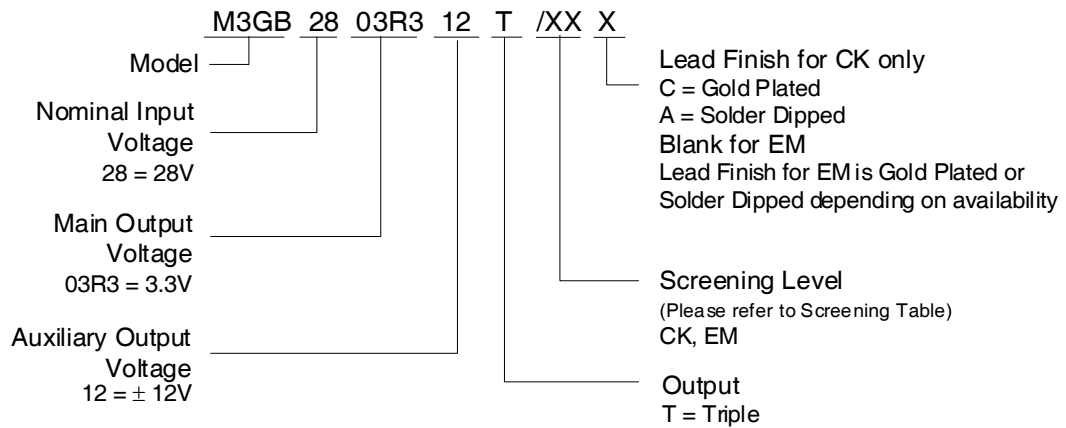 M3GB 28 03R3 12 T /XX X
Model
Nominal Input
Voltage
28 = 28V
Main Output
Voltage
03R3 = 3.3V
Auxiliary Output
Voltage
12 = ± 12V
Lead Finish for CK only
C = Gold Plated
A = Solder Dipped
Blank for EM
Lead Finish for EM is Gold Plated or
Solder Dipped depending on availability
Screening Level
(Please refer to Screening Table)
CK, EM
Output
T = Triple